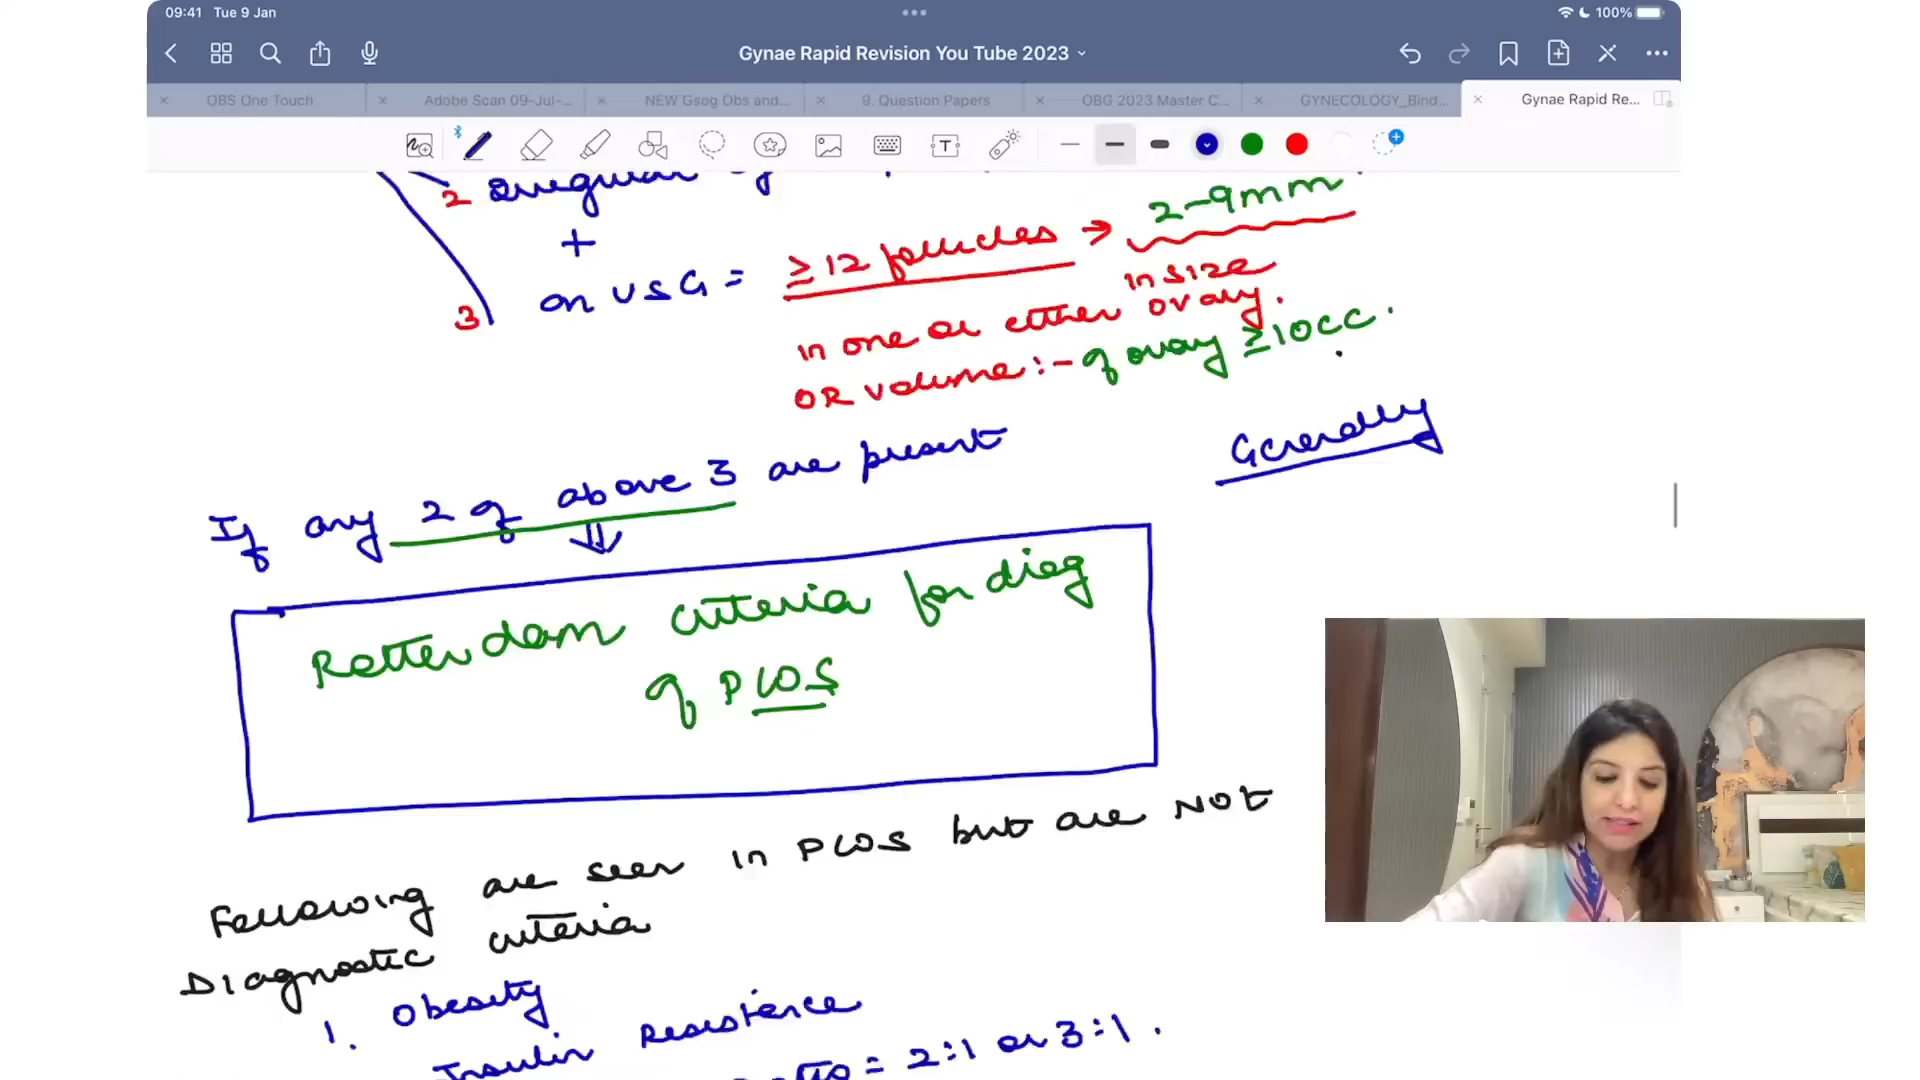 09:41 Tue 9 Jan
100%
Gynae Rapid Revision You Tube 2023
OBS One Touch
Adobe Scan 09-Jul-...
NEW Gsog Obs and...
9. Question Papers
OBG 2023 Master C...
GYNECOLOGY_Bind...
Gynae Rapid Re...
2 irregular
+
3 on USG = ≥12 follicles → 2-9mm
in size
in one or either ovary.
OR volume:- of ovary ≥10cc.
Generally
If any 2 of above 3 are present
Rotterdam criteria for diag
of PCOS
Following are seen in PCOS but are NOT
Diagnostic criteria
1. Obesity
Insulin Resistence
= 2:1 or 3:1.